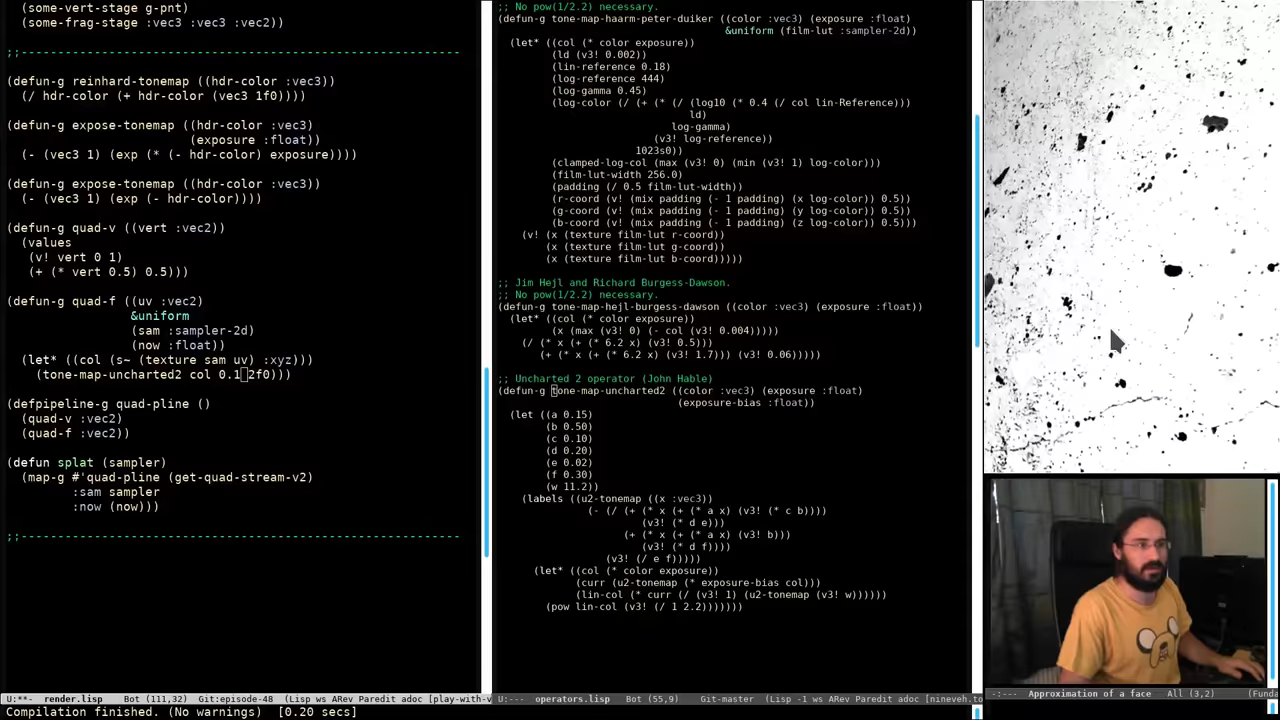 (some-vert-stage g-pnt)
(some-frag-stage :vec3 :vec3 :vec2))
;;--------------------------------------------------------------
(defun-g reinhard-tonemap ((hdr-color :vec3))
(/ hdr-color (+ hdr-color (vec3 1f0))))
(defun-g expose-tonemap ((hdr-color :vec3)
(exposure :float))
(- (vec3 1) (exp (* (- hdr-color) exposure))))
(defun-g expose-tonemap ((hdr-color :vec3))
(- (vec3 1) (exp (- hdr-color))))
(defun-g quad-v ((vert :vec2))
(values
(v! vert 0 1)
(+ (* vert 0.5) 0.5)))
(defun-g quad-f ((uv :vec2)
&uniform
(sam :sampler-2d)
(now :float))
(let* ((col (s~ (texture sam uv) :xyz)))
(tone-map-uncharted2 col 0.1 2f0)))
(defpipeline-g quad-pline ()
(quad-v :vec2)
(quad-f :vec2))
(defun splat (sampler)
(map-g #'quad-pline (get-quad-stream-v2)
:sam sampler
:now (now)))
;;--------------------------------------------------------------
U:**- render.lisp Bot (111,32) Git:episode-48 (Lisp ws ARev Paredit adoc [play-with-v
Compilation finished. (No warnings) [0.20 secs]
;; No pow(1/2.2) necessary.
(defun-g tone-map-haarm-peter-duiker ((color :vec3) (exposure :float)
&uniform (film-lut :sampler-2d))
(let* ((col (* color exposure))
(ld (v3! 0.002))
(lin-reference 0.18)
(log-reference 444)
(log-gamma 0.45)
(log-color (/ (+ (* (/ (log10 (* 0.4 (/ col lin-Reference)))
ld)
log-gamma)
(v3! log-reference))
1023s0))
(clamped-log-col (max (v3! 0) (min (v3! 1) log-color)))
(film-lut-width 256.0)
(padding (/ 0.5 film-lut-width))
(r-coord (v! (mix padding (- 1 padding) (x log-color)) 0.5))
(g-coord (v! (mix padding (- 1 padding) (y log-color)) 0.5))
(b-coord (v! (mix padding (- 1 padding) (z log-color)) 0.5)))
(v! (x (texture film-lut r-coord))
(x (texture film-lut g-coord))
(x (texture film-lut b-coord)))))
;; Jim Hejl and Richard Burgess-Dawson.
;; No pow(1/2.2) necessary.
(defun-g tone-map-hejl-burgess-dawson ((color :vec3) (exposure :float))
(let* ((col (* color exposure))
(x (max (v3! 0) (- col (v3! 0.004)))))
(/ (* x (+ (* 6.2 x) (v3! 0.5)))
(+ (* x (+ (* 6.2 x) (v3! 1.7))) (v3! 0.06)))))
;; Uncharted 2 operator (John Hable)
(defun-g tone-map-uncharted2 ((color :vec3) (exposure :float)
(exposure-bias :float))
(let ((a 0.15)
(b 0.50)
(c 0.10)
(d 0.20)
(e 0.02)
(f 0.30)
(w 11.2))
(labels ((u2-tonemap ((x :vec3))
(- (/ (+ (* x (+ (* a x) (v3! (* c b))))
(v3! (* d e)))
(+ (* x (+ (* a x) (v3! b)))
(v3! (* d f))))
(v3! (/ e f)))))
(let* ((col (* color exposure))
(curr (u2-tonemap (* exposure-bias col)))
(lin-col (* curr (/ (v3! 1) (u2-tonemap (v3! w))))))
(pow lin-col (v3! (/ 1 2.2)))))))
U:--- operators.lisp Bot (55,9) Git-master (Lisp -1 ws ARev Paredit adoc [nineveh.to
-:--- Approximation of a face All (3,2) (Funda